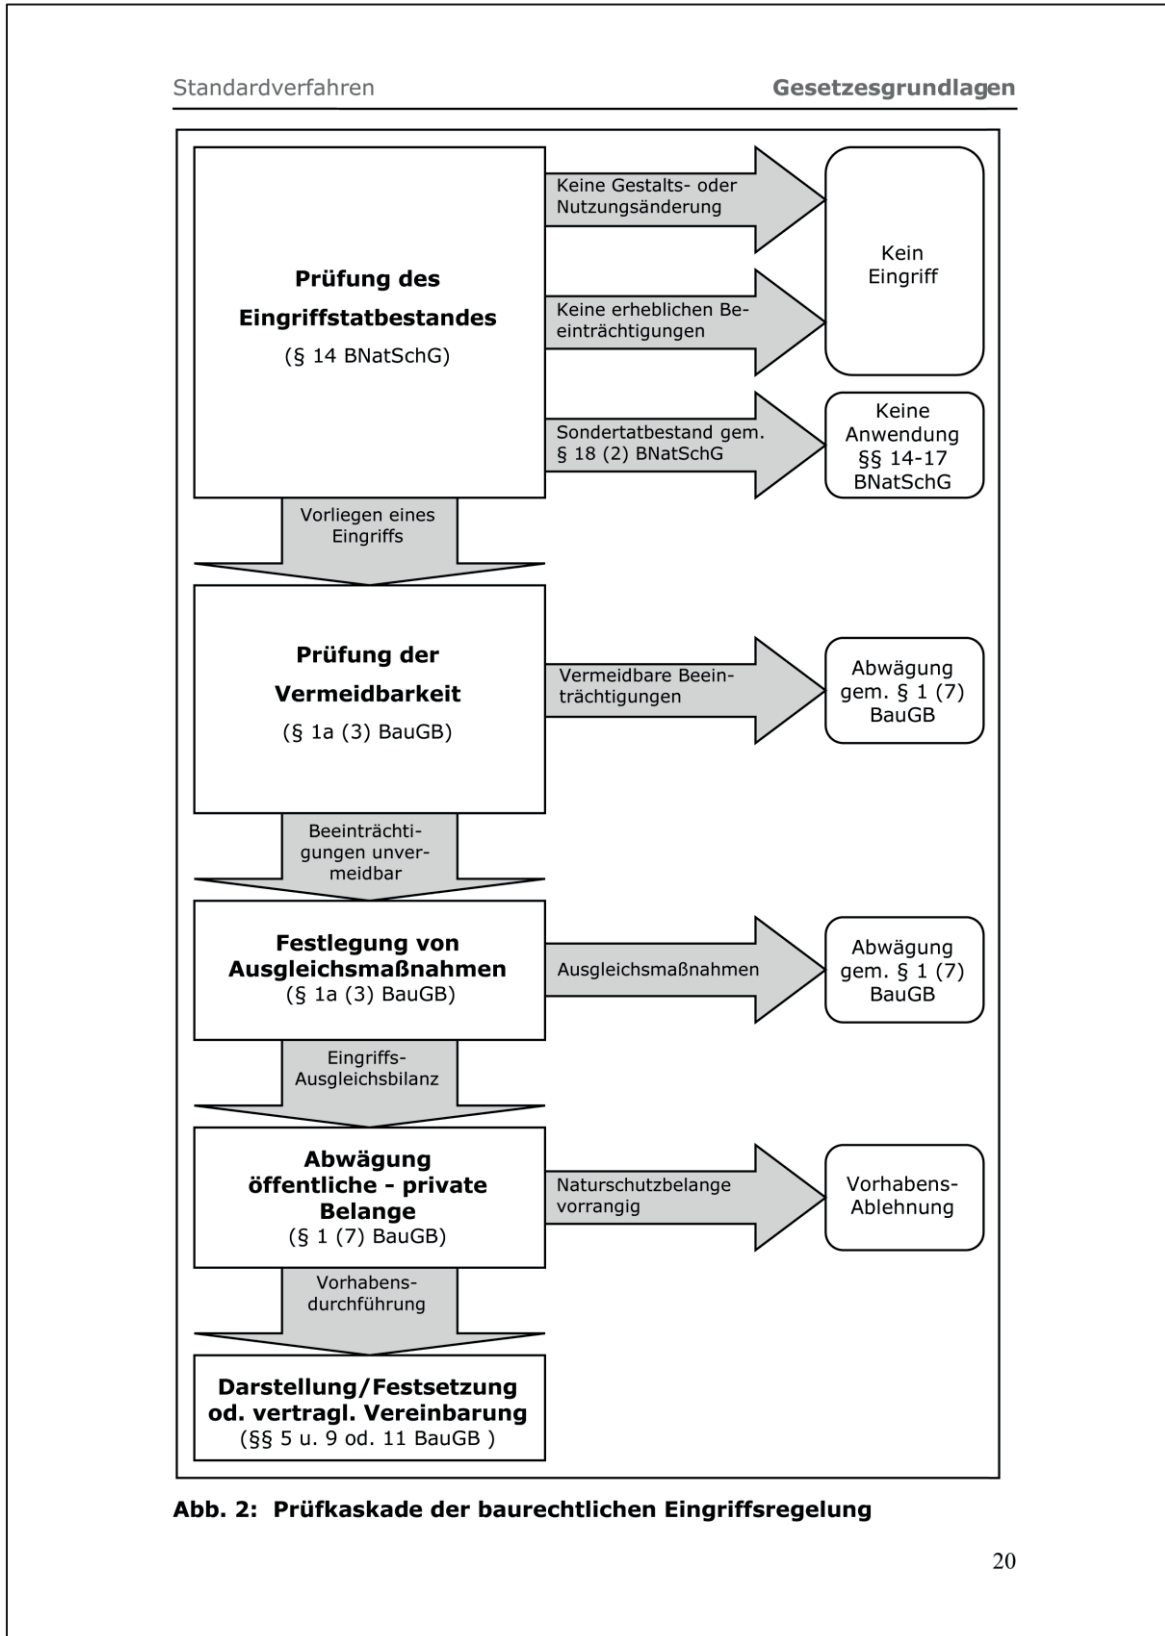 Standardverfahren
Gesetzesgrundlagen
Prüfung des
Eingriffstatbestandes
(§ 14 BNatSchG)
Keine Gestalts- oder
Nutzungsänderung
Keine erheblichen Be-
einträchtigungen
Kein
Eingriff
Sondertatbestand gem.
§ 18 (2) BNatSchG
Keine
Anwendung
§§ 14-17
BNatSchG
Vorliegen eines
Eingriffs
Prüfung der
Vermeidbarkeit
(§ 1a (3) BauGB)
Vermeidbare Beein-
trächtigungen
Abwägung
gem. § 1 (7)
BauGB
Beeinträchti-
gungen unver-
meidbar
Festlegung von
Ausgleichsmaßnahmen
(§ 1a (3) BauGB)
Ausgleichsmaßnahmen
Abwägung
gem. § 1 (7)
BauGB
Eingriffs-
Ausgleichsbilanz
Abwägung
öffentliche - private
Belange
(§ 1 (7) BauGB)
Naturschutzbelange
vorrangig
Vorhabens-
Ablehnung
Vorhabens-
durchführung
Darstellung/Festsetzung
od. vertragl. Vereinbarung
(§§ 5 u. 9 od. 11 BauGB )
Abb. 2: Prüfkaskade der baurechtlichen Eingriffsregelung
20